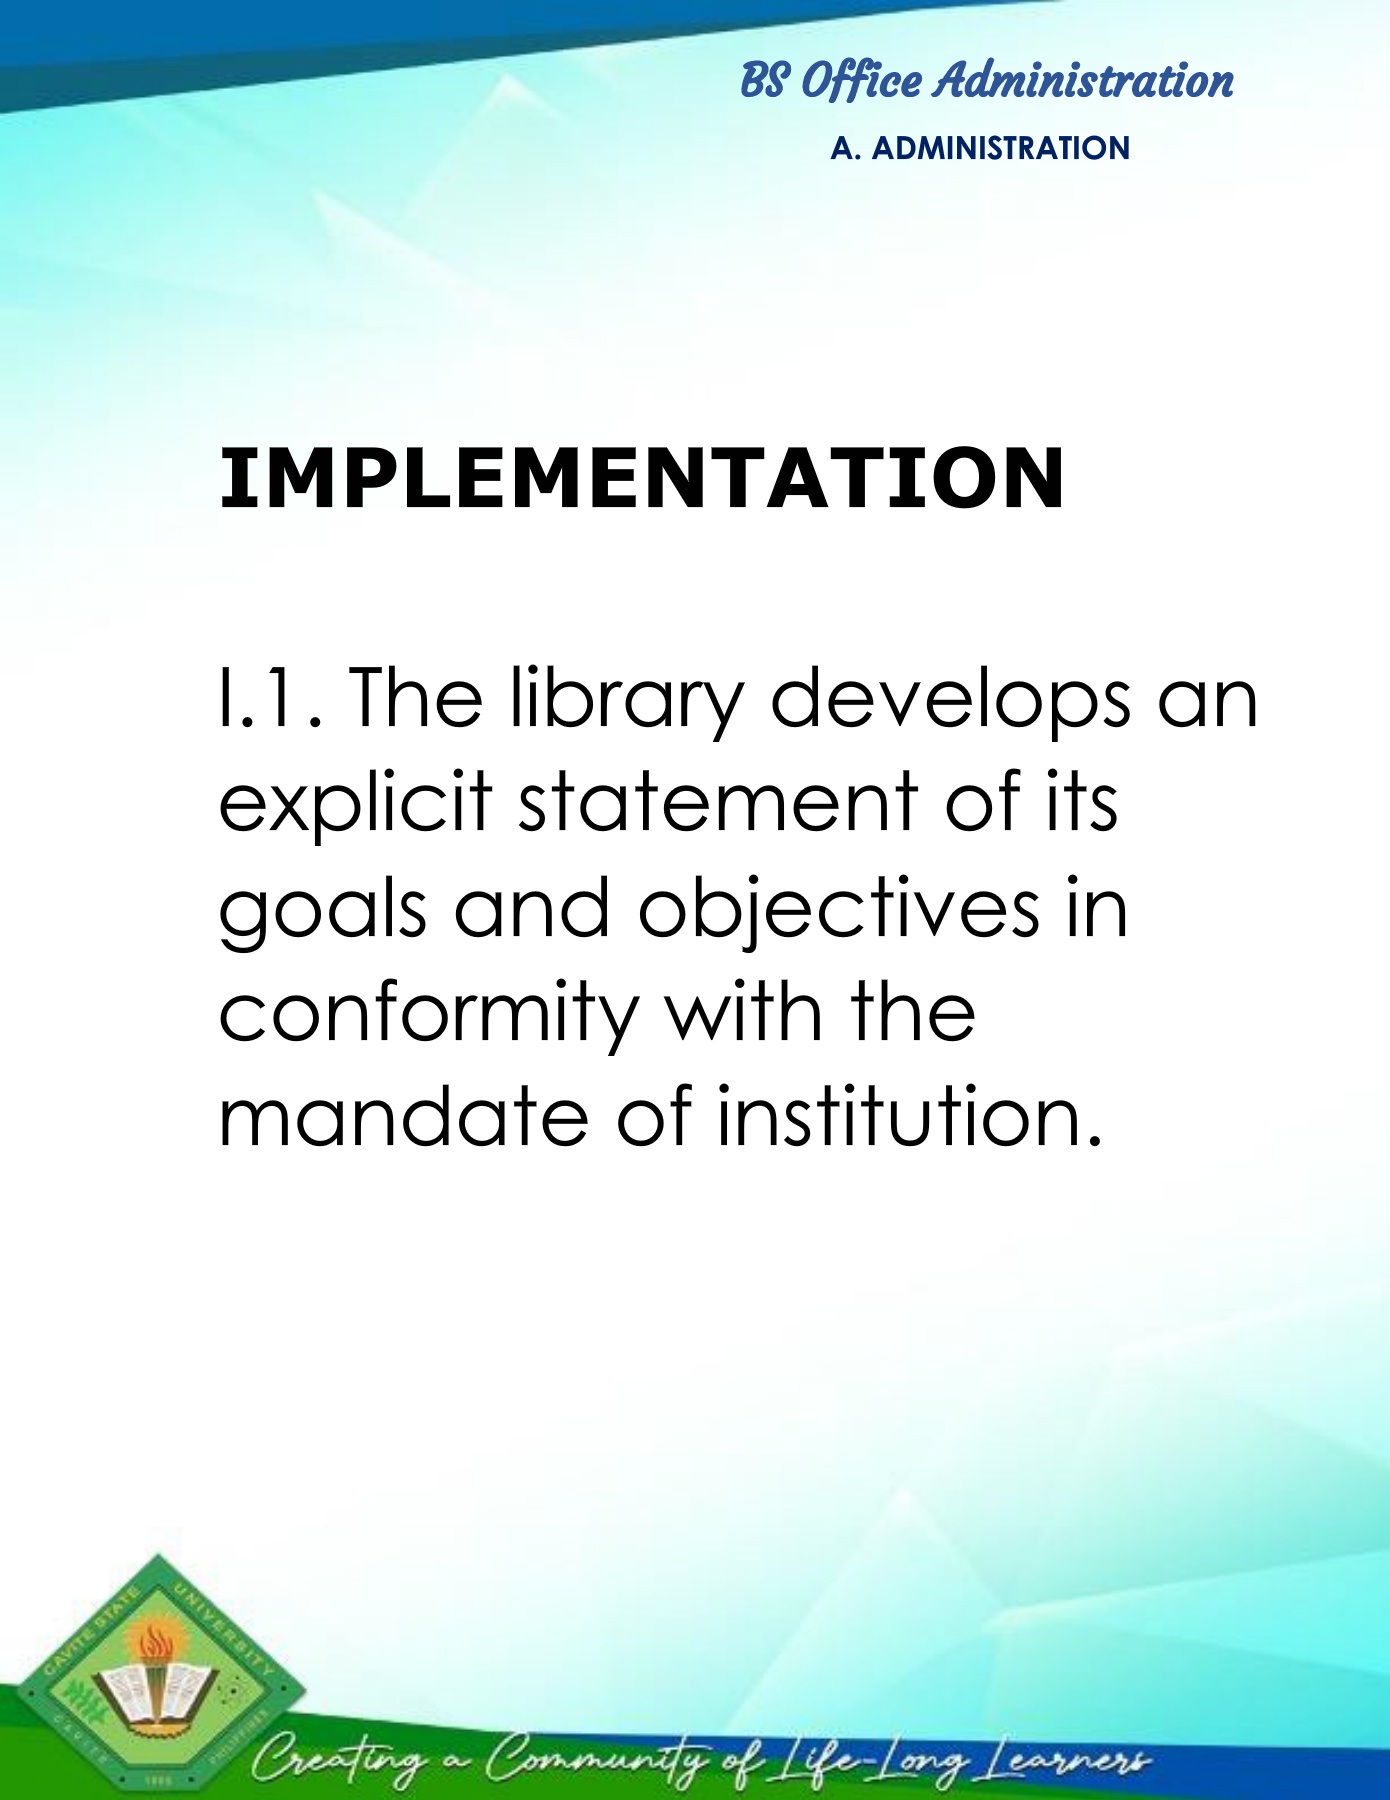 BS Office Administration
A. ADMINISTRATION
IMPLEMENTATION
I.1. The library develops an
explicit statement of its
goals and objectives in
conformity with the
mandate of institution.
CAVITE STATE UNIVERSITY
CAVITE PHILIPPINES
1906
Creating a Community of Life-Long Learners